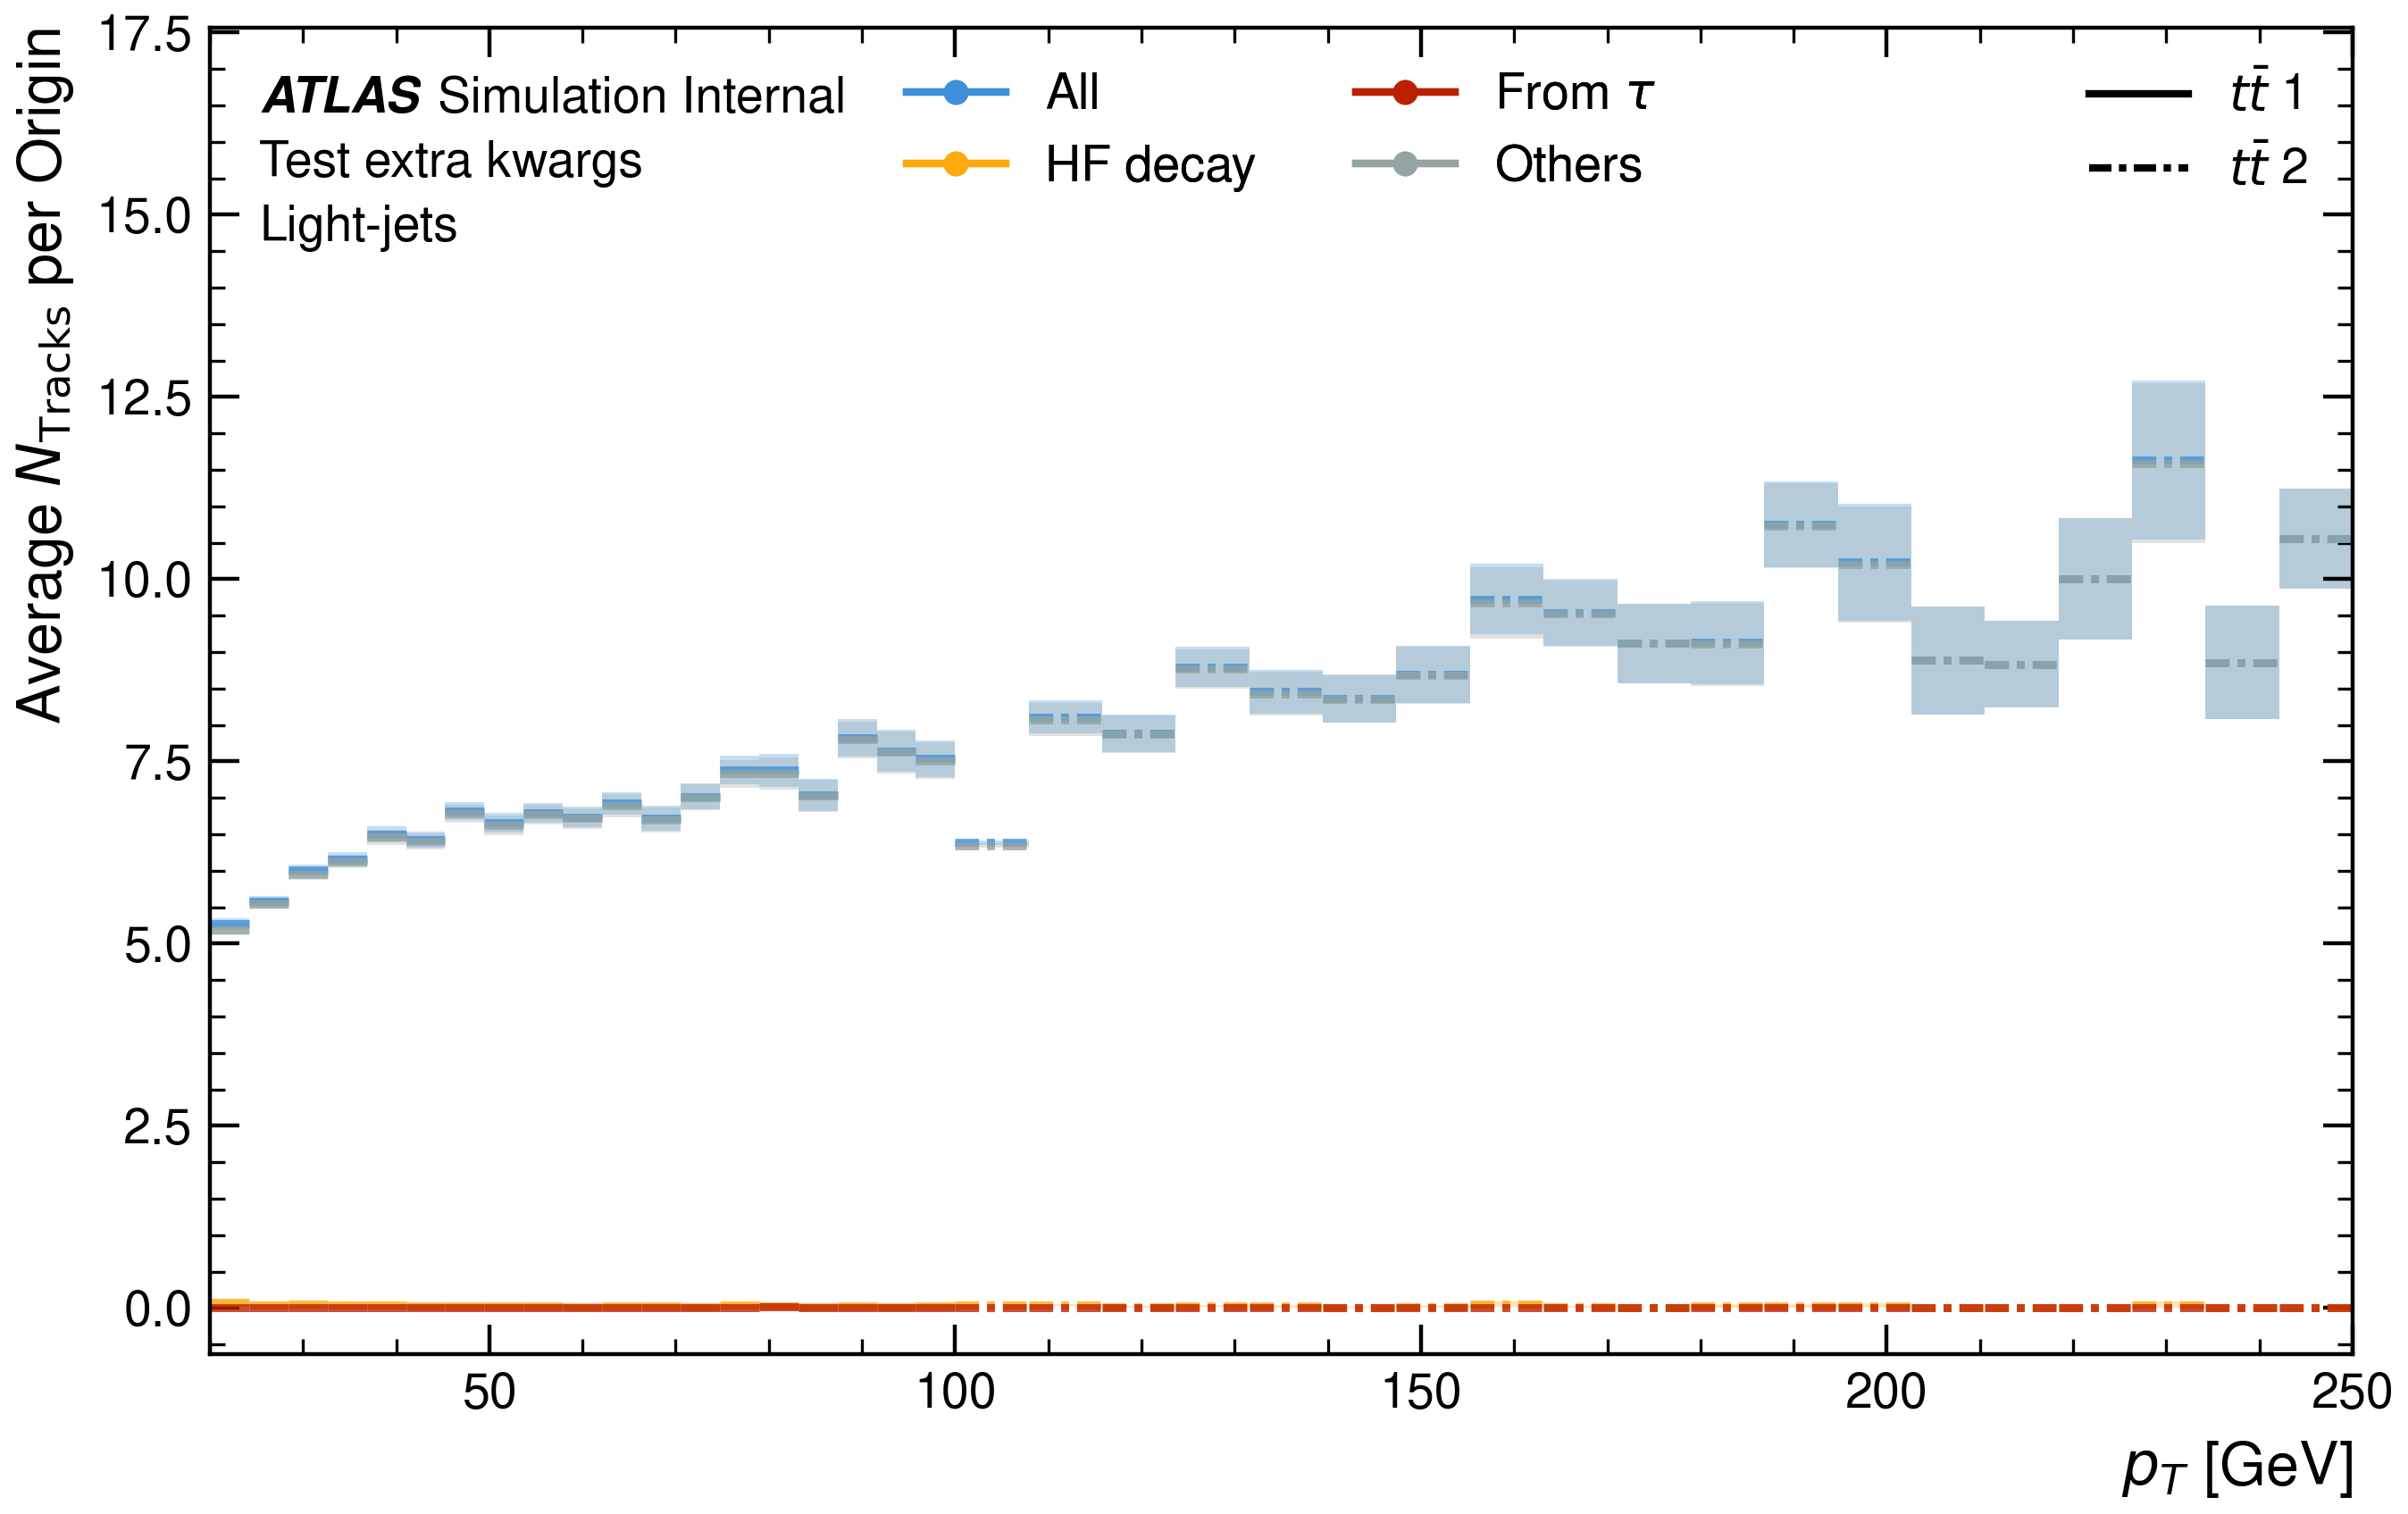 Average N_Tracks per Origin
17.5
15.0
12.5
10.0
7.5
5.0
2.5
0.0
ATLAS Simulation Internal
Test extra kwargs
Light-jets
All
HF decay
From τ
Others
tt̄ 1
tt̄ 2
50
100
150
200
250
p_T [GeV]